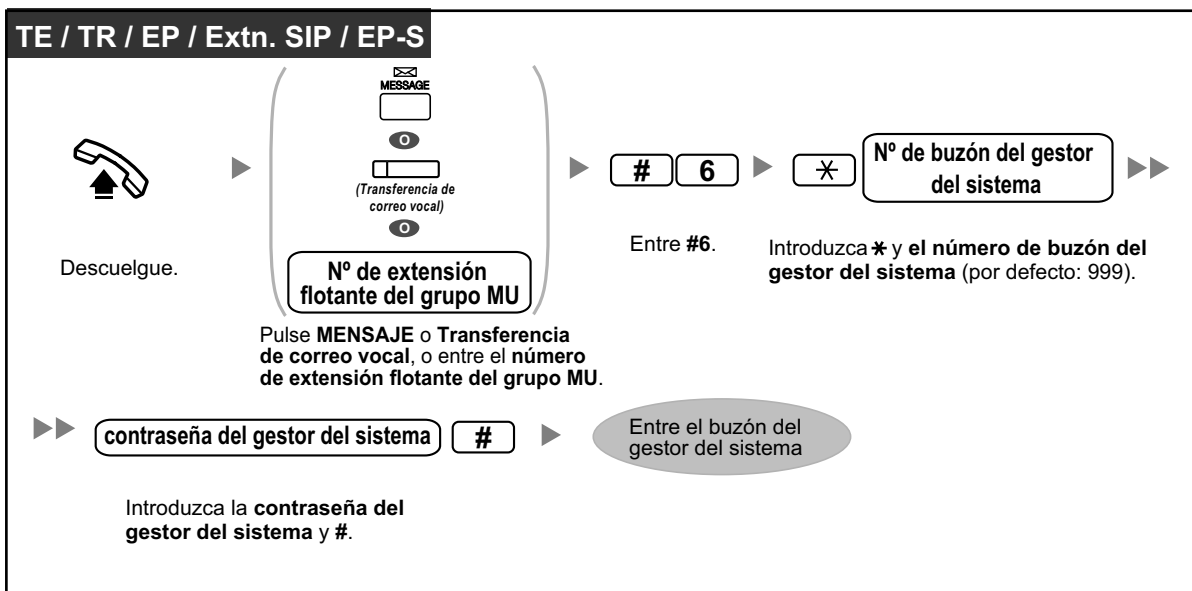 TE / TR / EP / Extn. SIP / EP-S
MESSAGE
O
(Transferencia de
correo vocal)
O
Nº de extensión
flotante del grupo MU
# 6
* Nº de buzón del gestor
del sistema
Descuelgue.
Pulse MENSAJE o Transferencia
de correo vocal, o entre el número
de extensión flotante del grupo MU.
Entre #6.
Introduzca * y el número de buzón del
gestor del sistema (por defecto: 999).
contraseña del gestor del sistema #
Entre el buzón del
gestor del sistema
Introduzca la contraseña del
gestor del sistema y #.